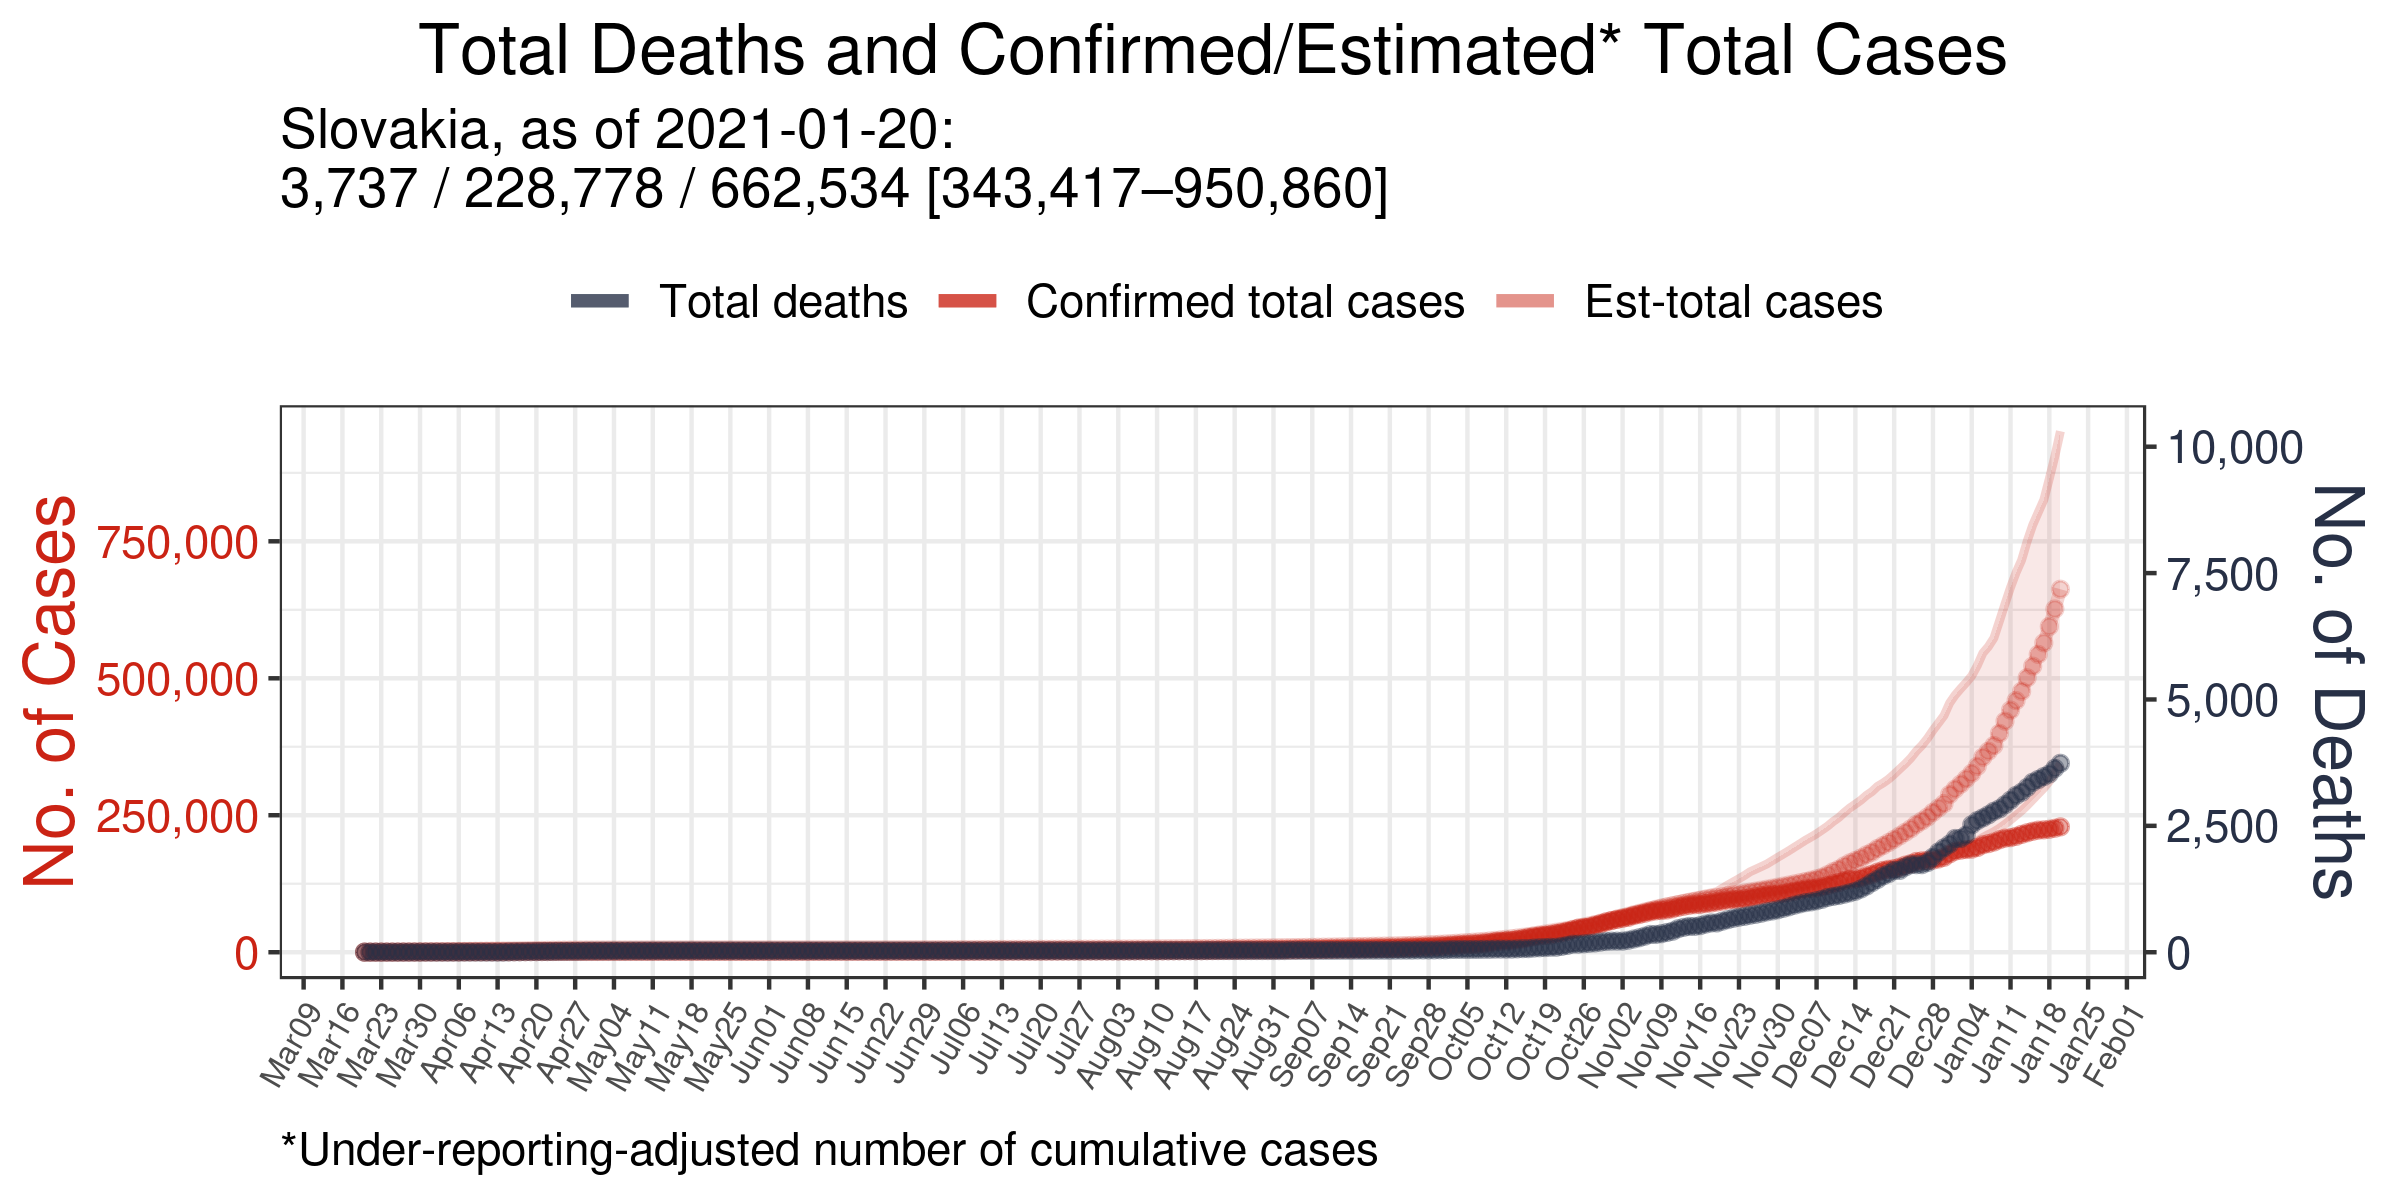 Total Deaths and Confirmed/Estimated* Total Cases
Slovakia, as of 2021-01-20:
3,737 / 228,778 / 662,534 [343,417–950,860]
Total deaths
Confirmed total cases
Est-total cases
No. of Cases
750,000
500,000
250,000
0
10,000
7,500
5,000
2,500
0
No. of Deaths
Mar09
Mar16
Mar23
Mar30
Apr06
Apr13
Apr20
Apr27
May04
May11
May18
May25
Jun01
Jun08
Jun15
Jun22
Jun29
Jul06
Jul13
Jul20
Jul27
Aug03
Aug10
Aug17
Aug24
Aug31
Sep07
Sep14
Sep21
Sep28
Oct05
Oct12
Oct19
Oct26
Nov02
Nov09
Nov16
Nov23
Nov30
Dec07
Dec14
Dec21
Dec28
Jan04
Jan11
Jan18
Jan25
Feb01
*Under-reporting-adjusted number of cumulative cases